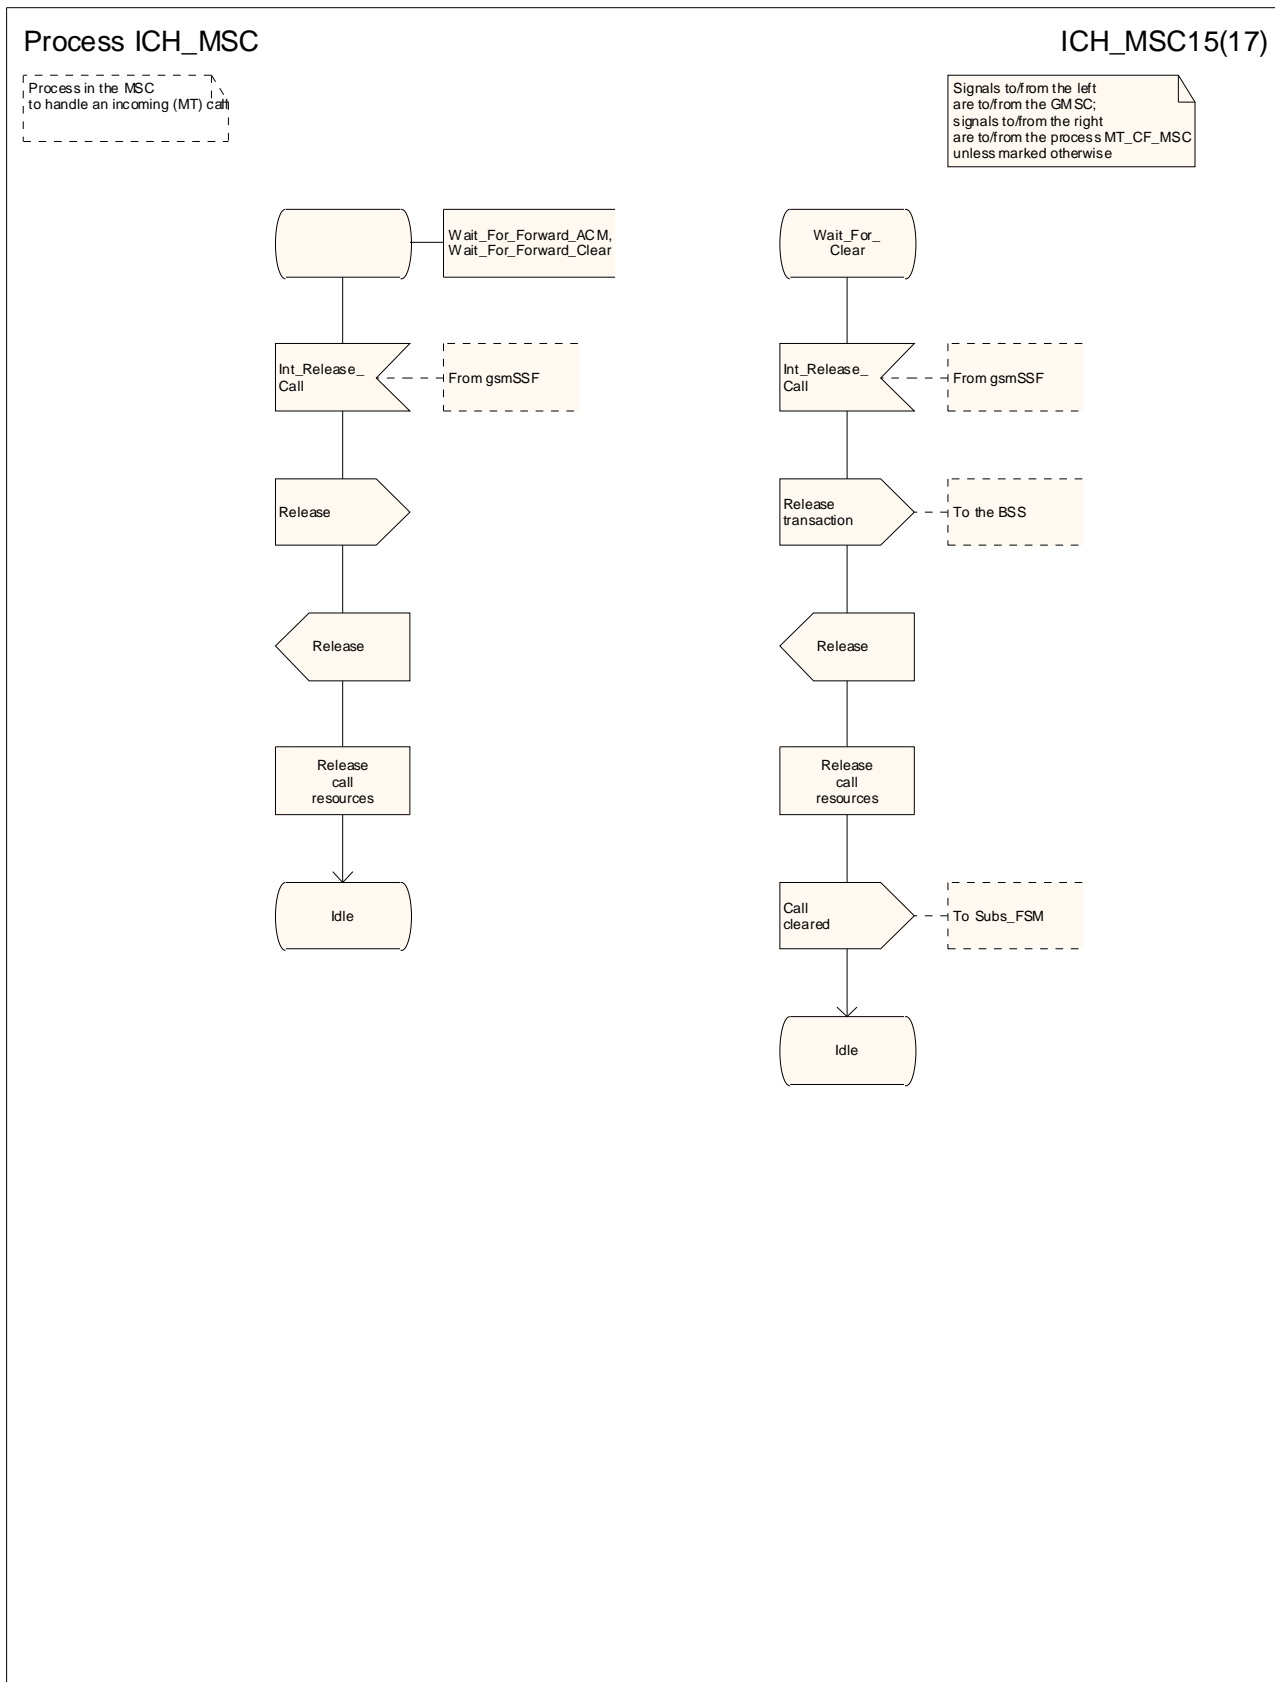 Process ICH_MSC
ICH_MSC15(17)
Process in the MSC
to handle an incoming (MT) call
Signals to/from the left
are to/from the GMSC;
signals to/from the right
are to/from the process MT_CF_MSC
unless marked otherwise
Wait_For_Forward_ACM,
Wait_For_Forward_Clear
Int_Release_
Call
From gsmSSF
Release
Release
Release
call
resources
Idle
Wait_For_
Clear
Int_Release_
Call
From gsmSSF
Release
transaction
To the BSS
Release
Release
call
resources
Call
cleared
To Subs_FSM
Idle